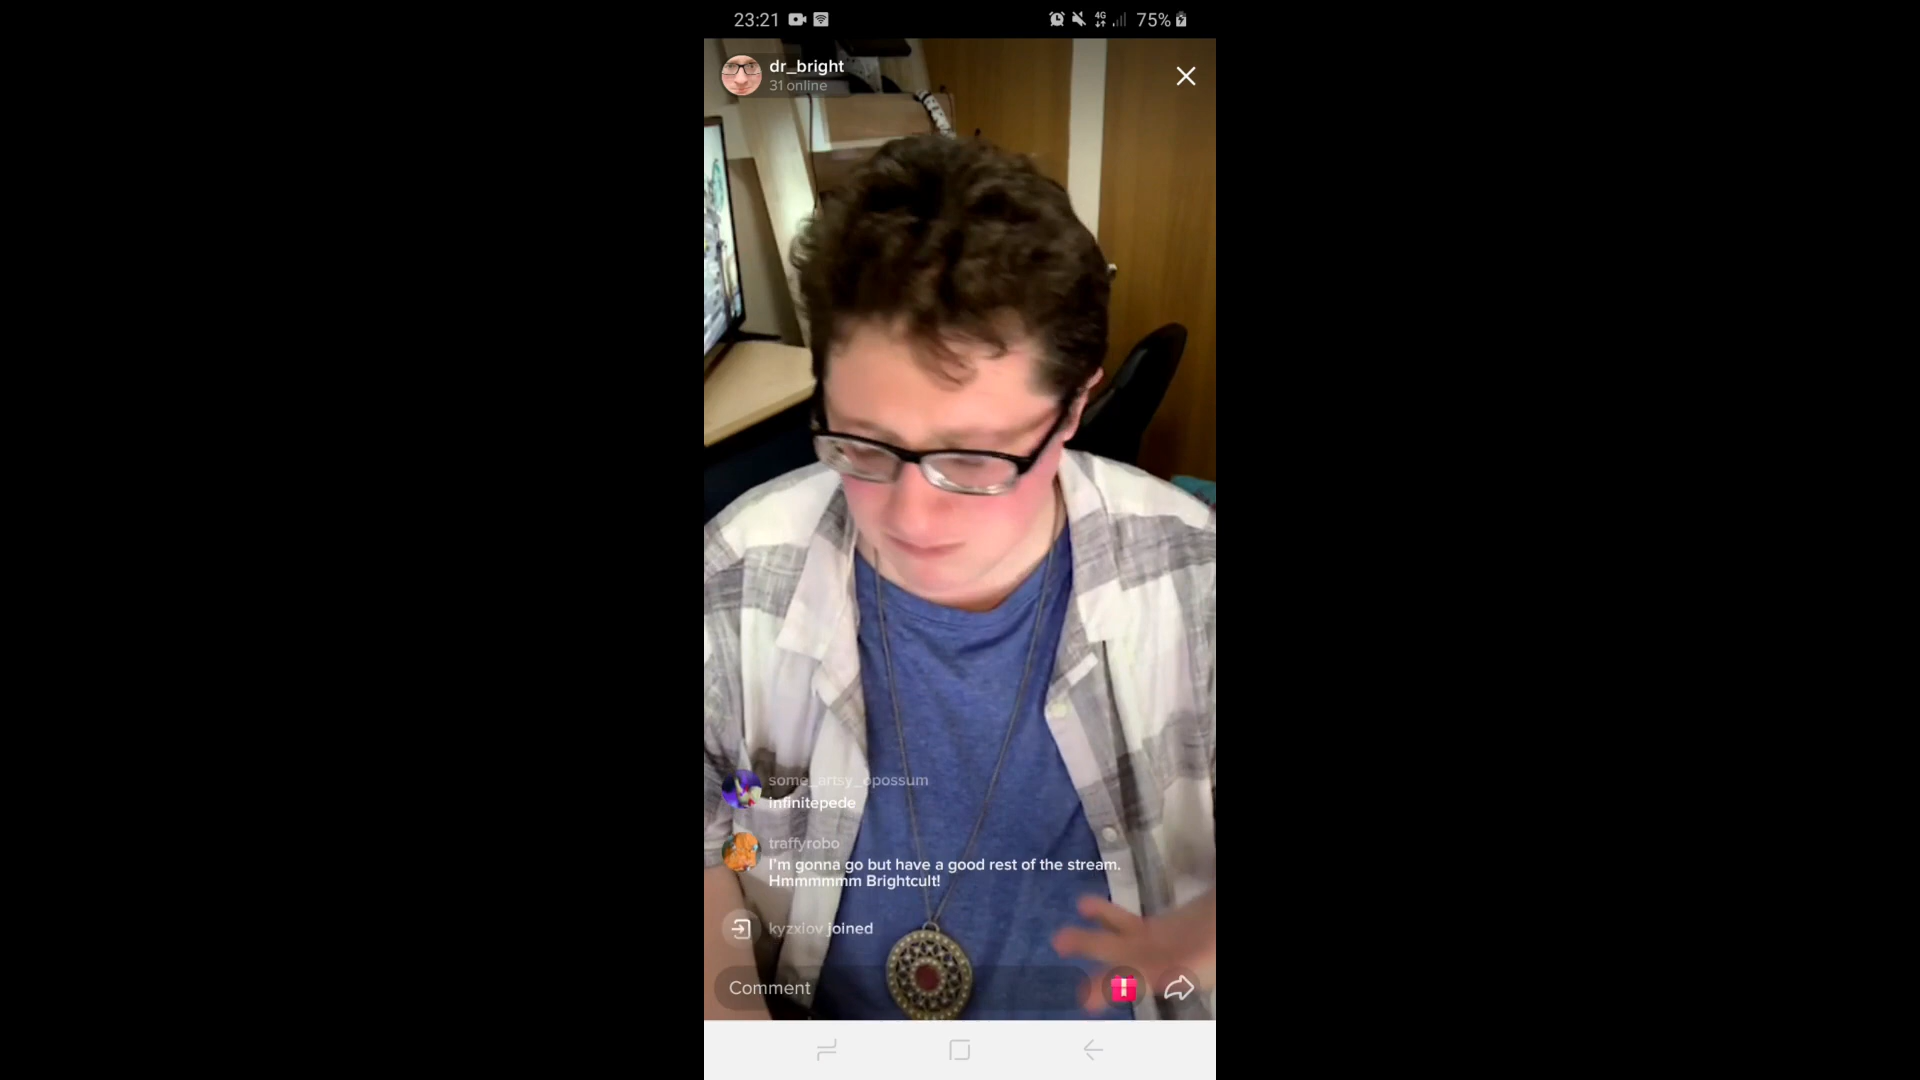 23:21
4G
75%
dr_bright
31 online
some_artsy_opossum
infinitepede
traffyrobo
I'm gonna go but have a good rest of the stream.
Hmmmmmm Brightcult!
kyzxiov joined
Comment